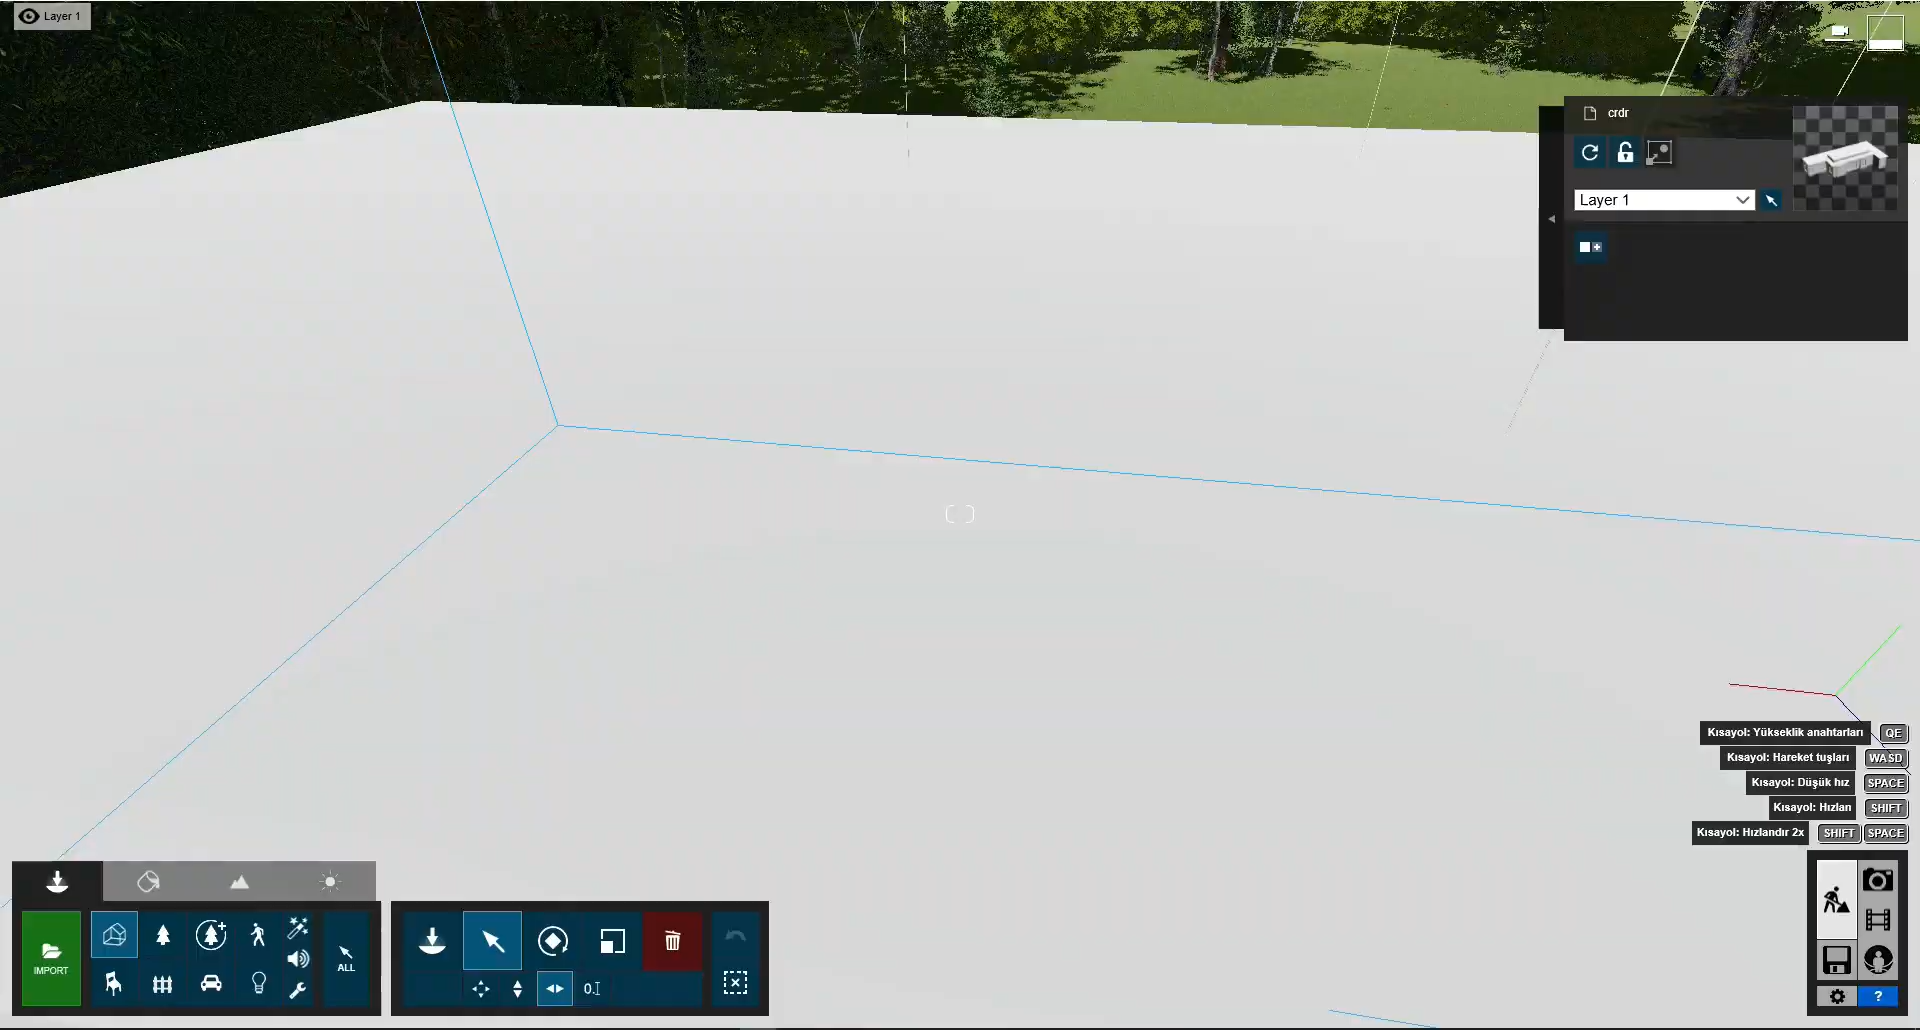 Layer 1
crdr
Layer 1
Kısayol: Yükseklik anahtarları QE
Kısayol: Hareket tuşları WASD
Kısayol: Düşük hız SPACE
Kısayol: Hızlan SHIFT
Kısayol: Hızlandır 2x SHIFT SPACE
IMPORT
ALL
0.
?